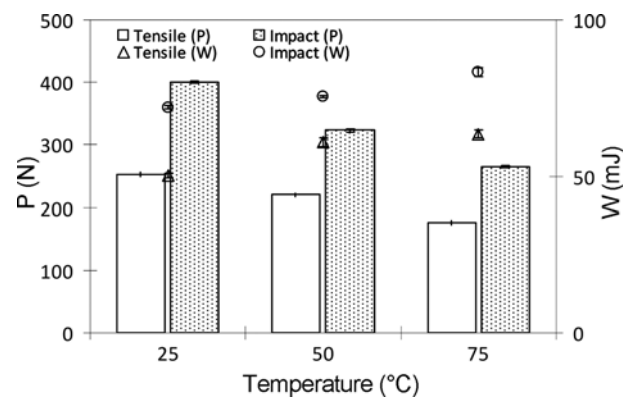 500
400
300
200
100
0
P (N)
Tensile (P) Impact (P)
Tensile (W) Impact (W)
100
50
0
W (mJ)
25 50 75
Temperature (°C)